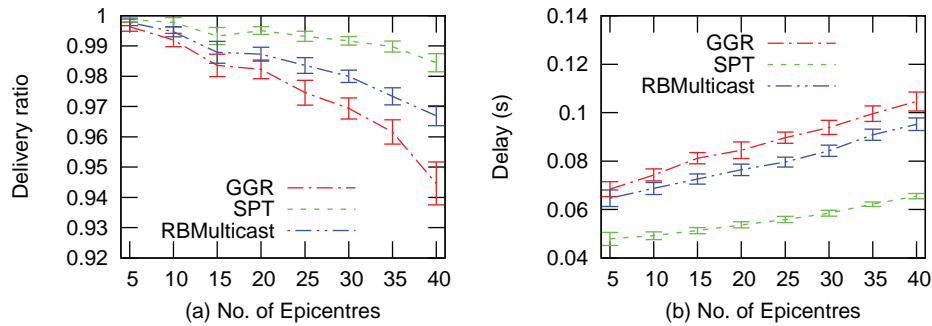 1
0.99
0.98
0.97
0.96
0.95
0.94
0.93
0.92
Delivery ratio
GGR
SPT
RBMulticast
5 10 15 20 25 30 35 40
(a) No. of Epicentres
0.14
0.12
0.1
0.08
0.06
0.04
Delay (s)
GGR
SPT
RBMulticast
5 10 15 20 25 30 35 40
(b) No. of Epicentres